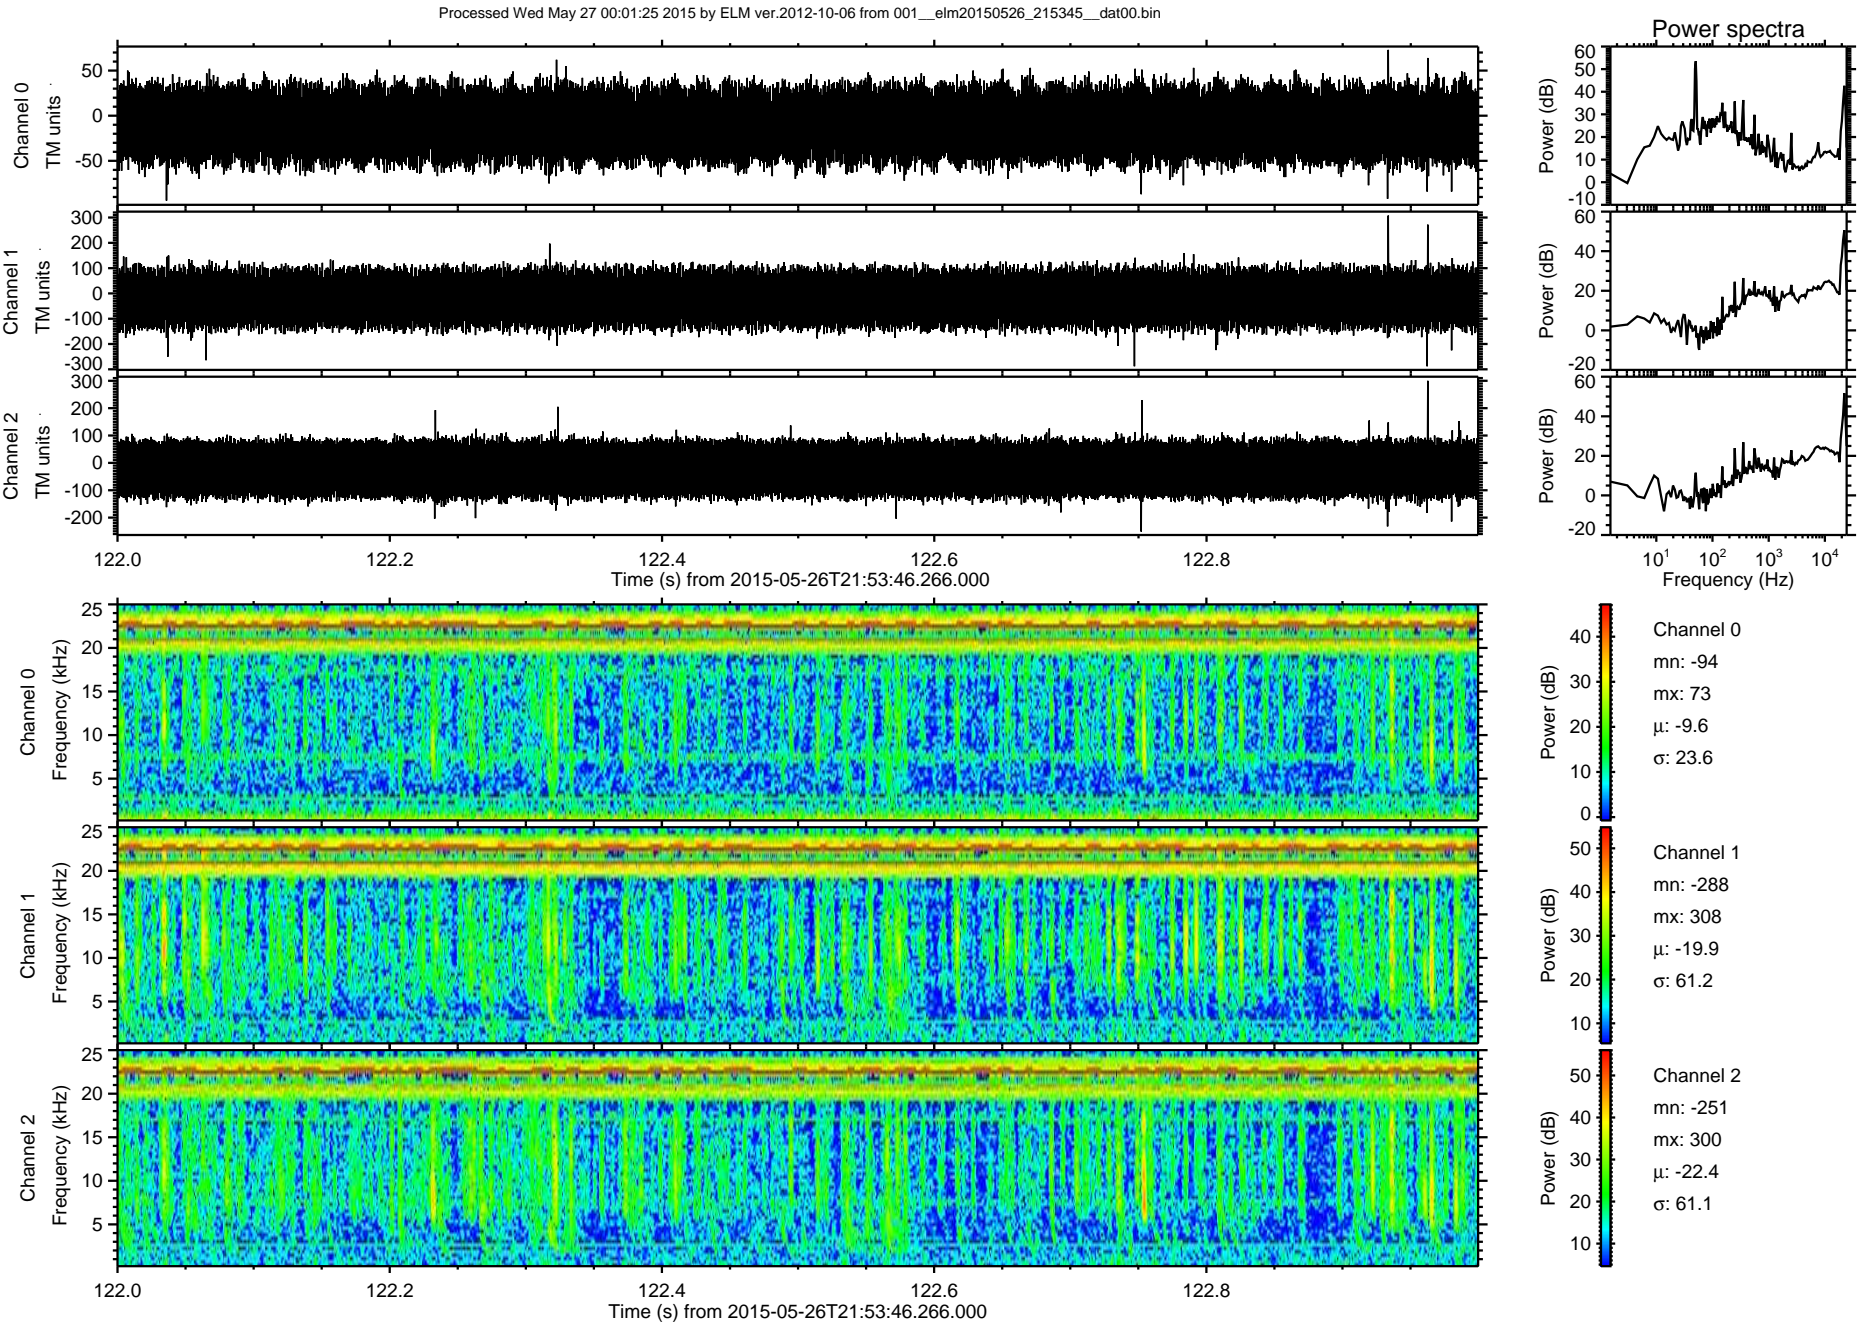 Processed Wed May 27 00:01:25 2015 by ELM ver.2012-10-06 from 001__elm20150526_215345__dat00.bin
Power spectra
Channel 0
TM units
50
0
-50
Power (dB)
60
50
40
30
20
10
0
-10
Channel 1
TM units
300
200
100
0
-100
-200
-300
Power (dB)
60
40
20
0
-20
Channel 2
TM units
300
200
100
0
-100
-200
Power (dB)
60
40
20
0
-20
122.0 122.2 122.4 122.6 122.8
Time (s) from 2015-05-26T21:53:46.266.000
10^1 10^2 10^3 10^4
Frequency (Hz)
Channel 0
Frequency (kHz)
25
20
15
10
5
Power (dB)
40
30
20
10
0
Channel 0
mn: -94
mx: 73
μ: -9.6
σ: 23.6
Channel 1
Frequency (kHz)
25
20
15
10
5
Power (dB)
50
40
30
20
10
Channel 1
mn: -288
mx: 308
μ: -19.9
σ: 61.2
Channel 2
Frequency (kHz)
25
20
15
10
5
Power (dB)
50
40
30
20
10
Channel 2
mn: -251
mx: 300
μ: -22.4
σ: 61.1
122.0 122.2 122.4 122.6 122.8
Time (s) from 2015-05-26T21:53:46.266.000